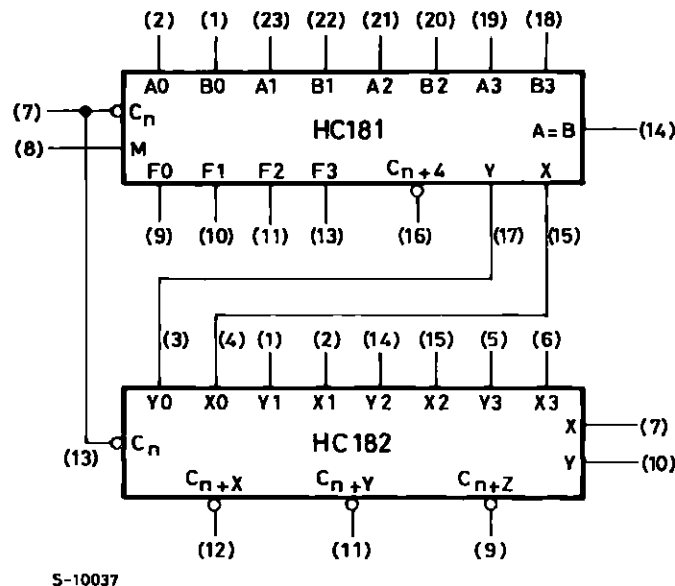 (2) (1) (23) (22) (21) (20) (19) (18)
A0 B0 A1 B1 A2 B2 A3 B3
(7) Cn HC181 A=B (14)
(8) M
F0 F1 F2 F3 Cn+4 Y X
(9) (10) (11) (13) (16) (17) (15)
(3) (4) (1) (2) (14) (15) (5) (6)
Y0 X0 Y1 X1 Y2 X2 Y3 X3
X (7)
(13) Cn HC182
Y (10)
Cn+X Cn+Y Cn+Z
(12) (11) (9)
S-10037